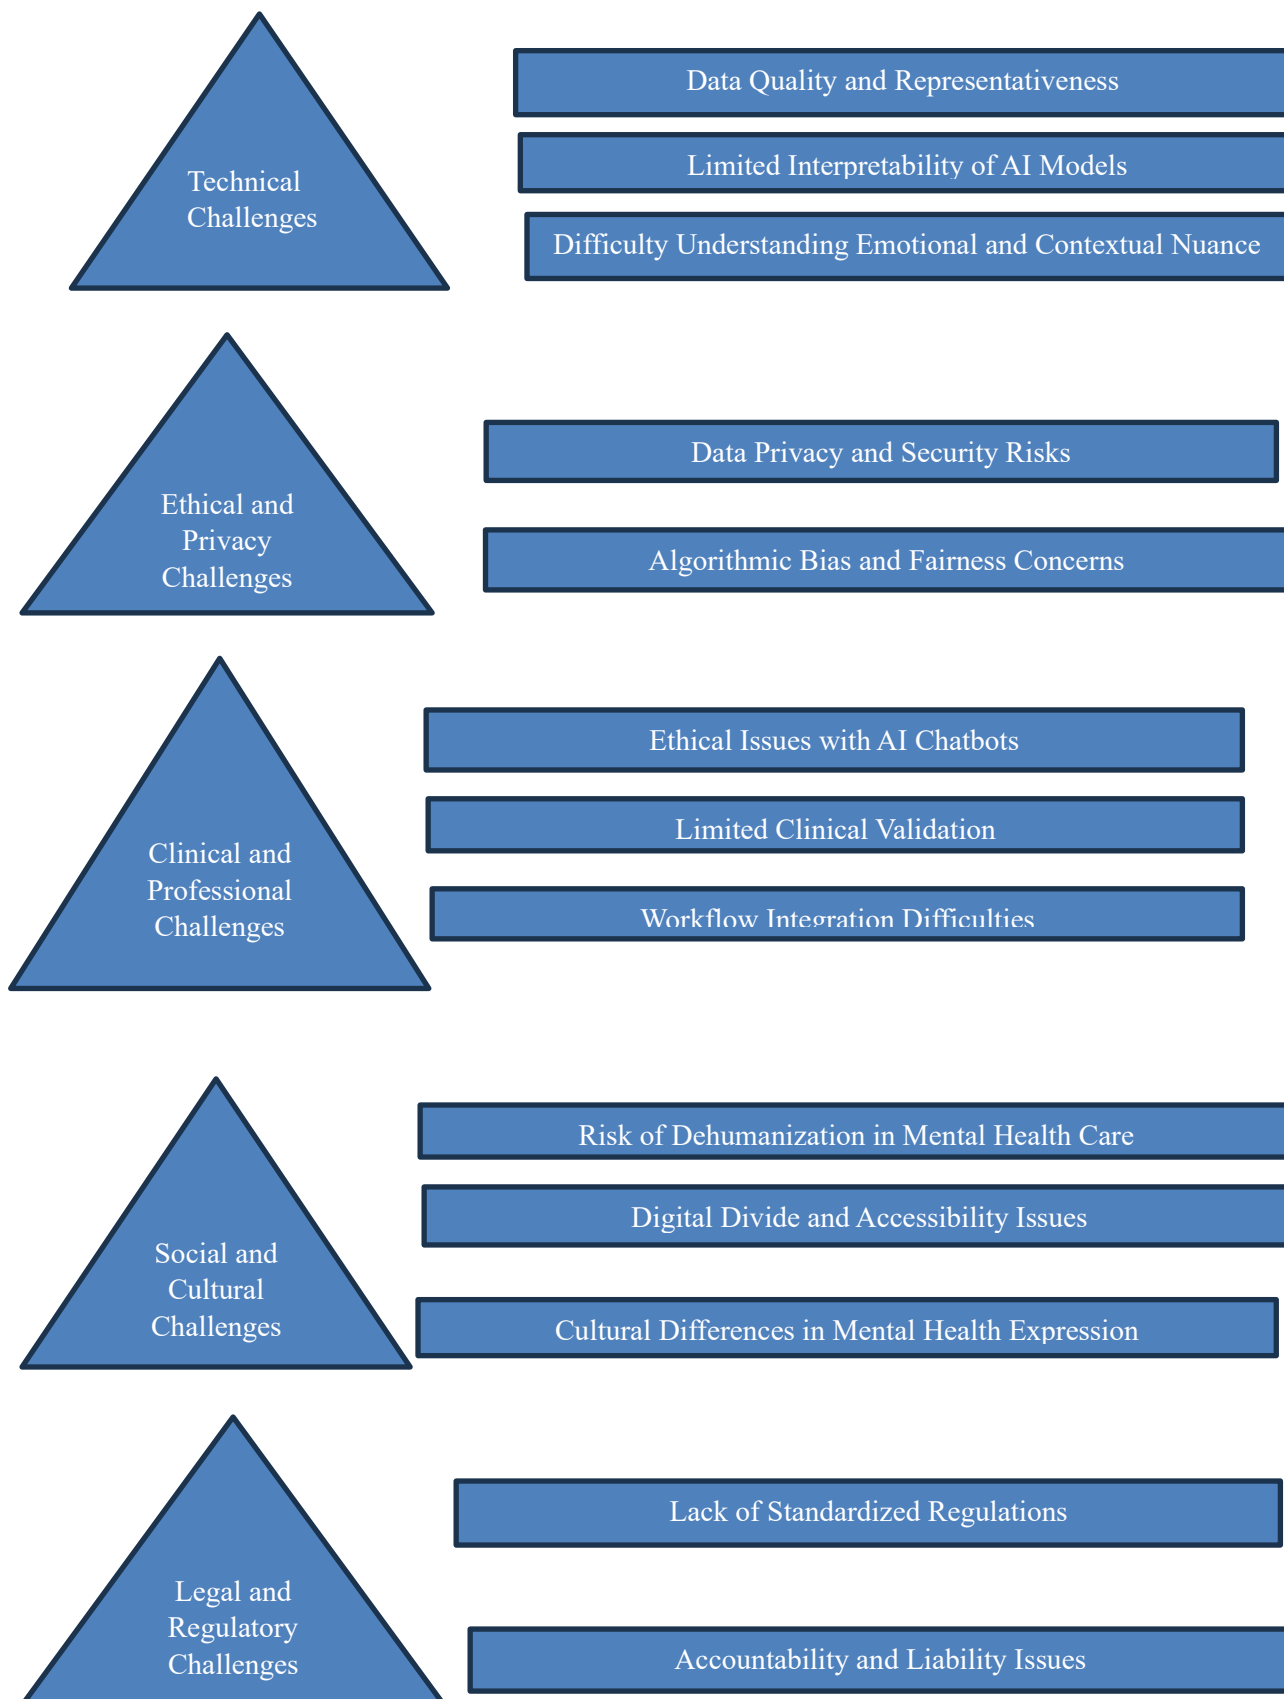 Technical
Challenges
Data Quality and Representativeness
Limited Interpretability of AI Models
Difficulty Understanding Emotional and Contextual Nuance
Ethical and
Privacy
Challenges
Data Privacy and Security Risks
Algorithmic Bias and Fairness Concerns
Clinical and
Professional
Challenges
Ethical Issues with AI Chatbots
Limited Clinical Validation
Workflow Integration Difficulties
Social and
Cultural
Challenges
Risk of Dehumanization in Mental Health Care
Digital Divide and Accessibility Issues
Cultural Differences in Mental Health Expression
Legal and
Regulatory
Challenges
Lack of Standardized Regulations
Accountability and Liability Issues